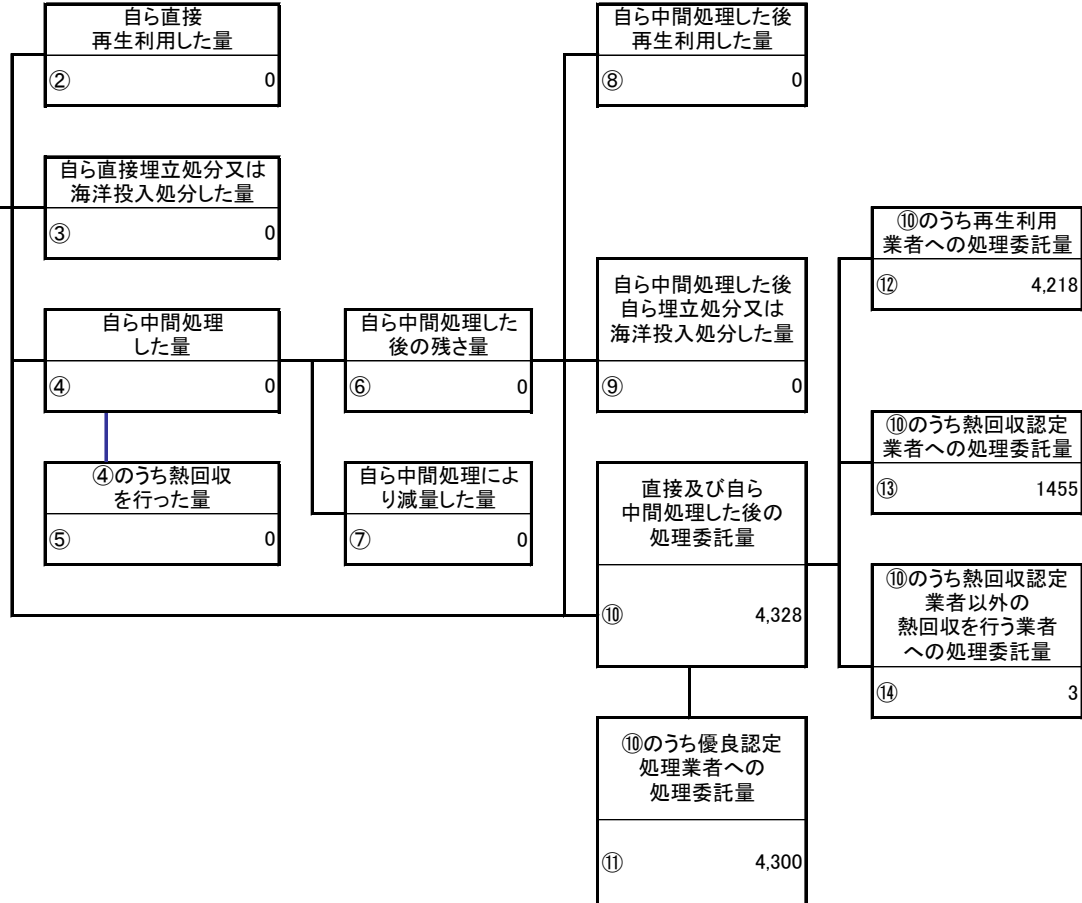 自ら直接
再生利用した量
② 0
自ら直接埋立処分又は
海洋投入処分した量
③ 0
自ら中間処理
した量
④ 0
④のうち熱回収
を行った量
⑤ 0
自ら中間処理した
後の残さ量
⑥ 0
自ら中間処理によ
り減量した量
⑦ 0
自ら中間処理した後
再生利用した量
⑧ 0
自ら中間処理した後
自ら埋立処分又は
海洋投入処分した量
⑨ 0
直接及び自ら
中間処理した後の
処理委託量
⑩ 4,328
⑩のうち優良認定
処理業者への
処理委託量
⑪ 4,300
⑩のうち再生利用
業者への処理委託量
⑫ 4,218
⑩のうち熱回収認定
業者への処理委託量
⑬ 1455
⑩のうち熱回収認定
業者以外の
熱回収を行う業者
への処理委託量
⑭ 3